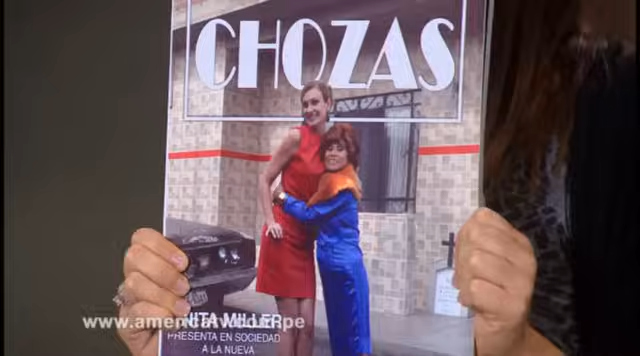 CHOZAS
NITA MILLER
www.americatv.com.pe
PRESENTA EN SOCIEDAD
A LA NUEVA